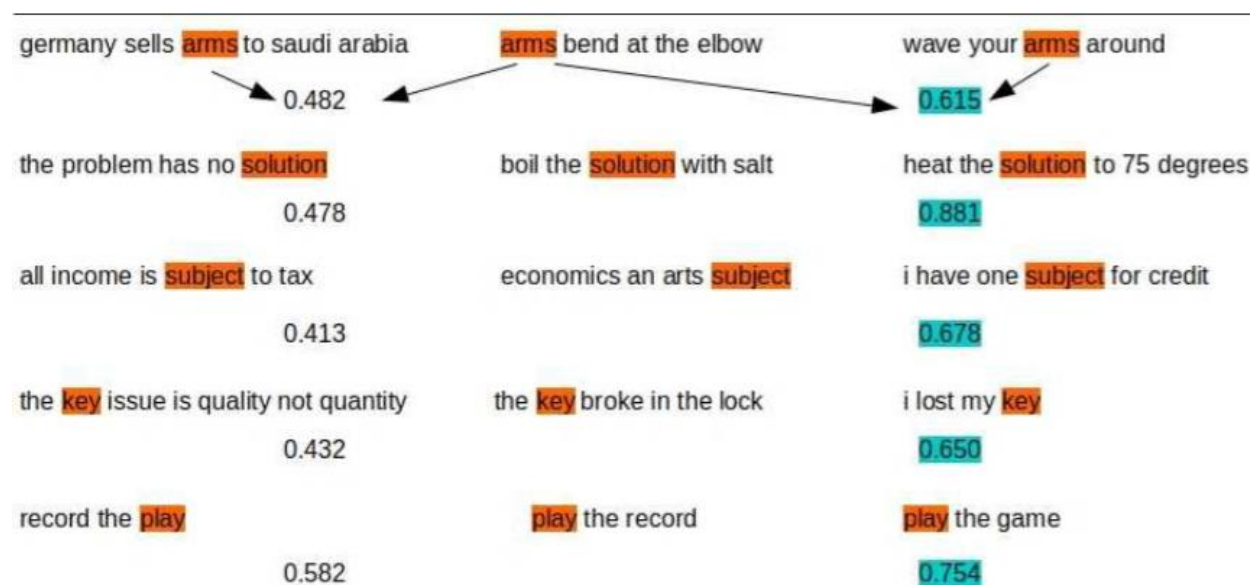 germany sells arms to saudi arabia arms bend at the elbow wave your arms around
0.482 0.615
the problem has no solution boil the solution with salt heat the solution to 75 degrees
0.478 0.881
all income is subject to tax economics an arts subject i have one subject for credit
0.413 0.678
the key issue is quality not quantity the key broke in the lock i lost my key
0.432 0.650
record the play play the record play the game
0.582 0.754